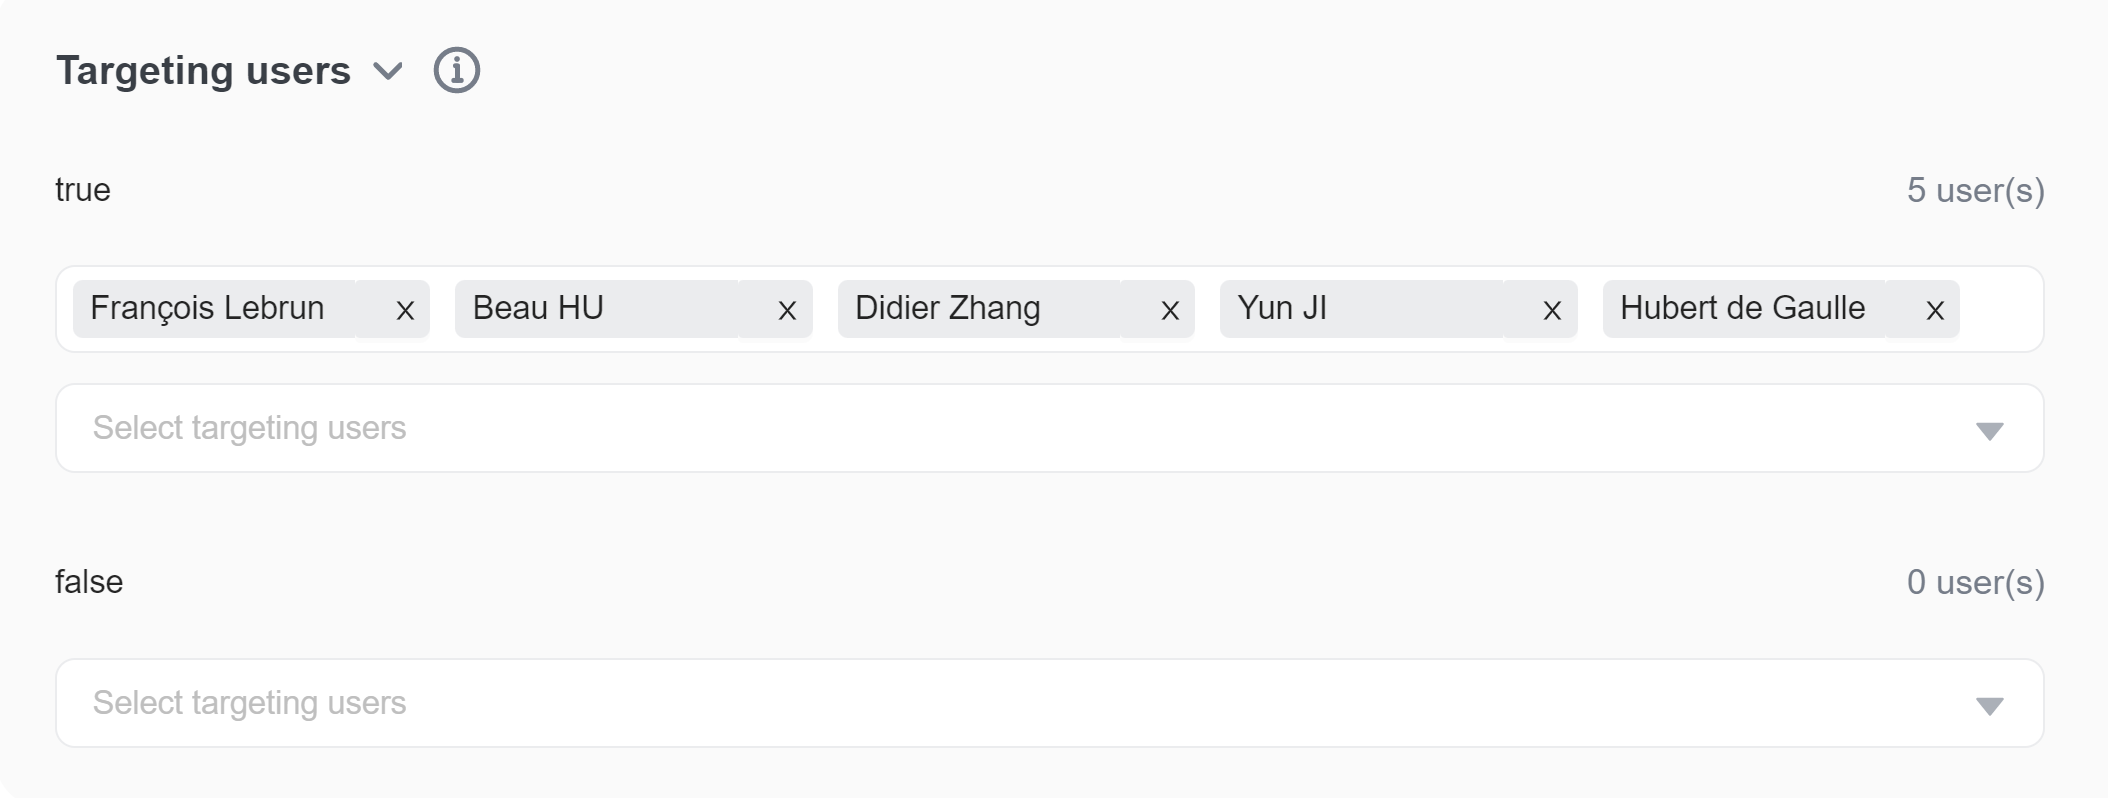 Targeting users
true 5 user(s)
François Lebrun x Beau HU x Didier Zhang x Yun JI x Hubert de Gaulle x
Select targeting users
false 0 user(s)
Select targeting users